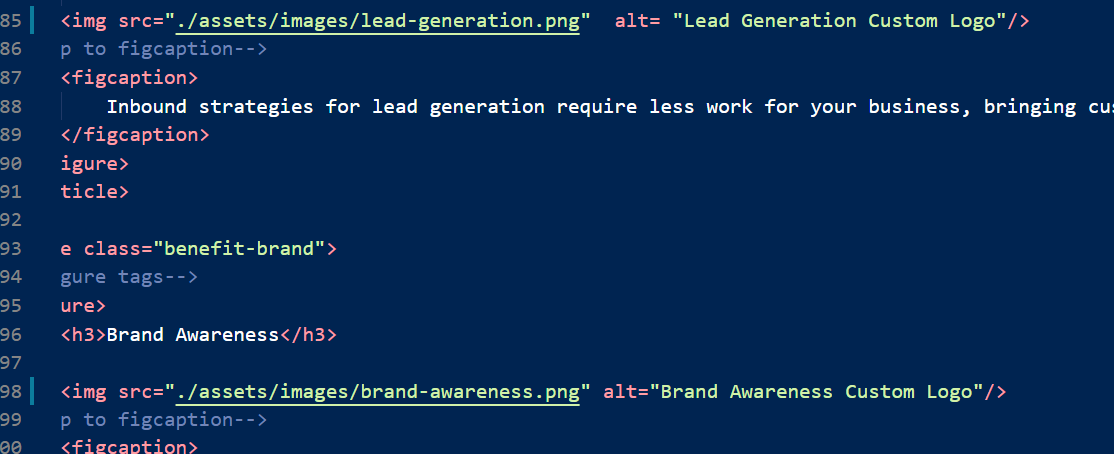 85 <img src="./assets/images/lead-generation.png"  alt= "Lead Generation Custom Logo"/>
86 p to figcaption-->
87 <figcaption>
88 Inbound strategies for lead generation require less work for your business, bringing cus
89 </figcaption>
90 igure>
91 ticle>
92
93 e class="benefit-brand">
94 gure tags-->
95 ure>
96 <h3>Brand Awareness</h3>
97
98 <img src="./assets/images/brand-awareness.png" alt="Brand Awareness Custom Logo"/>
99 p to figcaption-->
00 <figcaption>